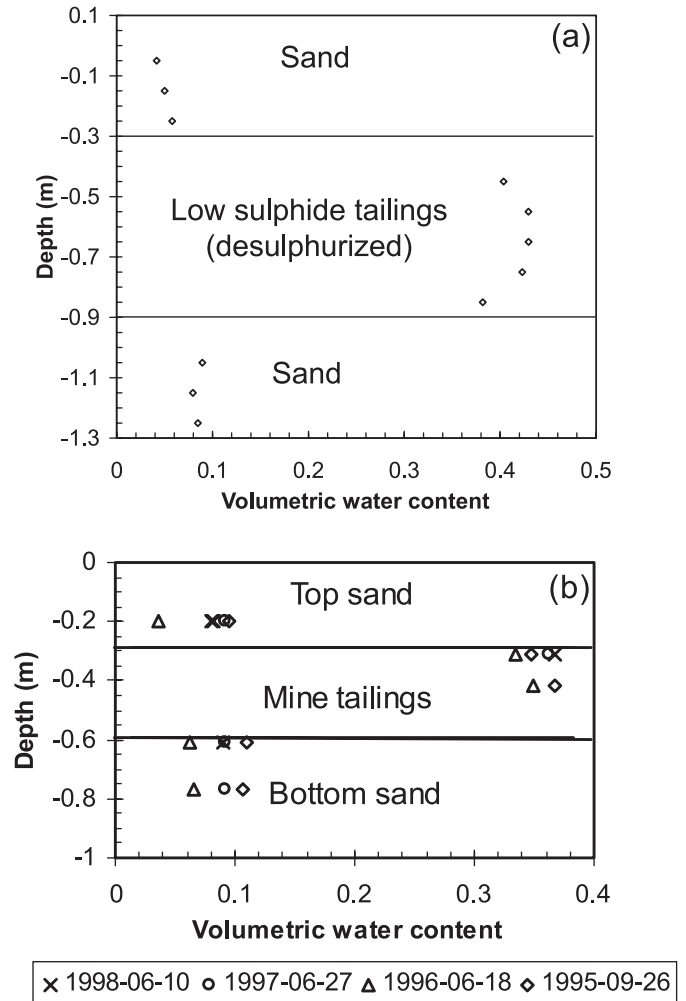 0.1
(a)
Sand
-0.1
-0.3
Depth (m)
-0.5
Low sulphide tailings
(desulphurized)
-0.7
-0.9
Sand
-1.1
-1.3
0 0.1 0.2 0.3 0.4 0.5
Volumetric water content
0
(b)
Top sand
-0.2
Depth (m)
-0.4
Mine tailings
-0.6
Bottom sand
-0.8
-1
0 0.1 0.2 0.3 0.4
Volumetric water content
1998-06-10 1997-06-27 1996-06-18 1995-09-26